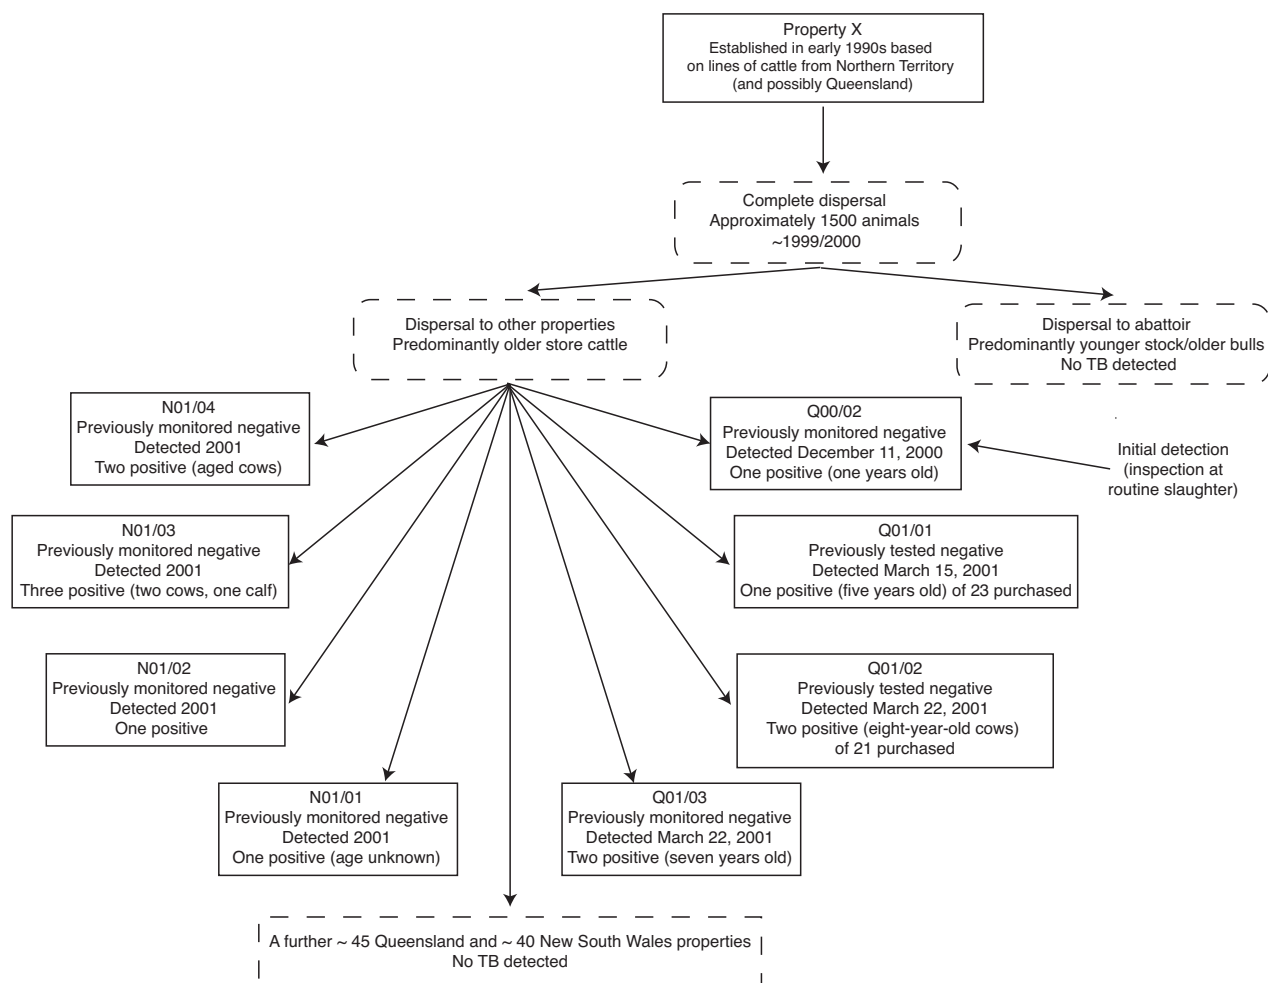 Property X
Established in early 1990s based
on lines of cattle from Northern Territory
(and possibly Queensland)
Complete dispersal
Approximately 1500 animals
~1999/2000
Dispersal to other properties
Predominantly older store cattle
Dispersal to abattoir
Predominantly younger stock/older bulls
No TB detected
N01/04
Previously monitored negative
Detected 2001
Two positive (aged cows)
Q00/02
Previously monitored negative
Detected December 11, 2000
One positive (one years old)
Initial detection
(inspection at
routine slaughter)
N01/03
Previously monitored negative
Detected 2001
Three positive (two cows, one calf)
Q01/01
Previously tested negative
Detected March 15, 2001
One positive (five years old) of 23 purchased
N01/02
Previously monitored negative
Detected 2001
One positive
Q01/02
Previously tested negative
Detected March 22, 2001
Two positive (eight-year-old cows)
of 21 purchased
N01/01
Previously monitored negative
Detected 2001
One positive (age unknown)
Q01/03
Previously monitored negative
Detected March 22, 2001
Two positive (seven years old)
A further ~ 45 Queensland and ~ 40 New South Wales properties
No TB detected